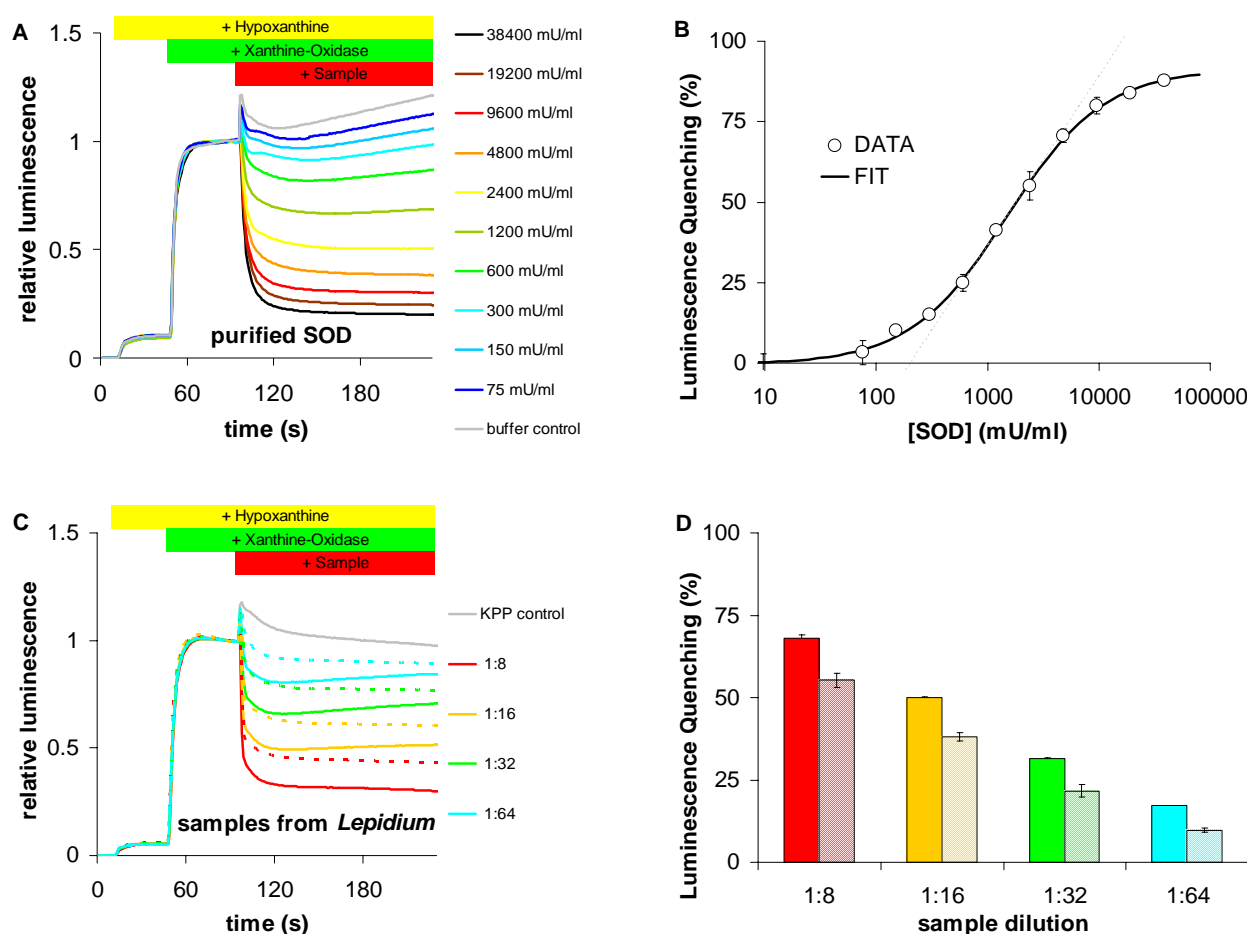 A
1.5
1
0.5
0
relative luminescence
+ Hypoxanthine
+ Xanthine-Oxidase
+ Sample
purified SOD
0
60
120
180
time (s)
38400 mU/ml
19200 mU/ml
9600 mU/ml
4800 mU/ml
2400 mU/ml
1200 mU/ml
600 mU/ml
300 mU/ml
150 mU/ml
75 mU/ml
buffer control
B
100
75
50
25
0
Luminescence Quenching (%)
DATA
FIT
10
100
1000
10000
100000
[SOD] (mU/ml)
C
1.5
1
0.5
0
relative luminescence
+ Hypoxanthine
+ Xanthine-Oxidase
+ Sample
samples from Lepidium
0
60
120
180
time (s)
KPP control
1:8
1:16
1:32
1:64
D
100
75
50
25
0
Luminescence Quenching (%)
1:8
1:16
1:32
1:64
sample dilution